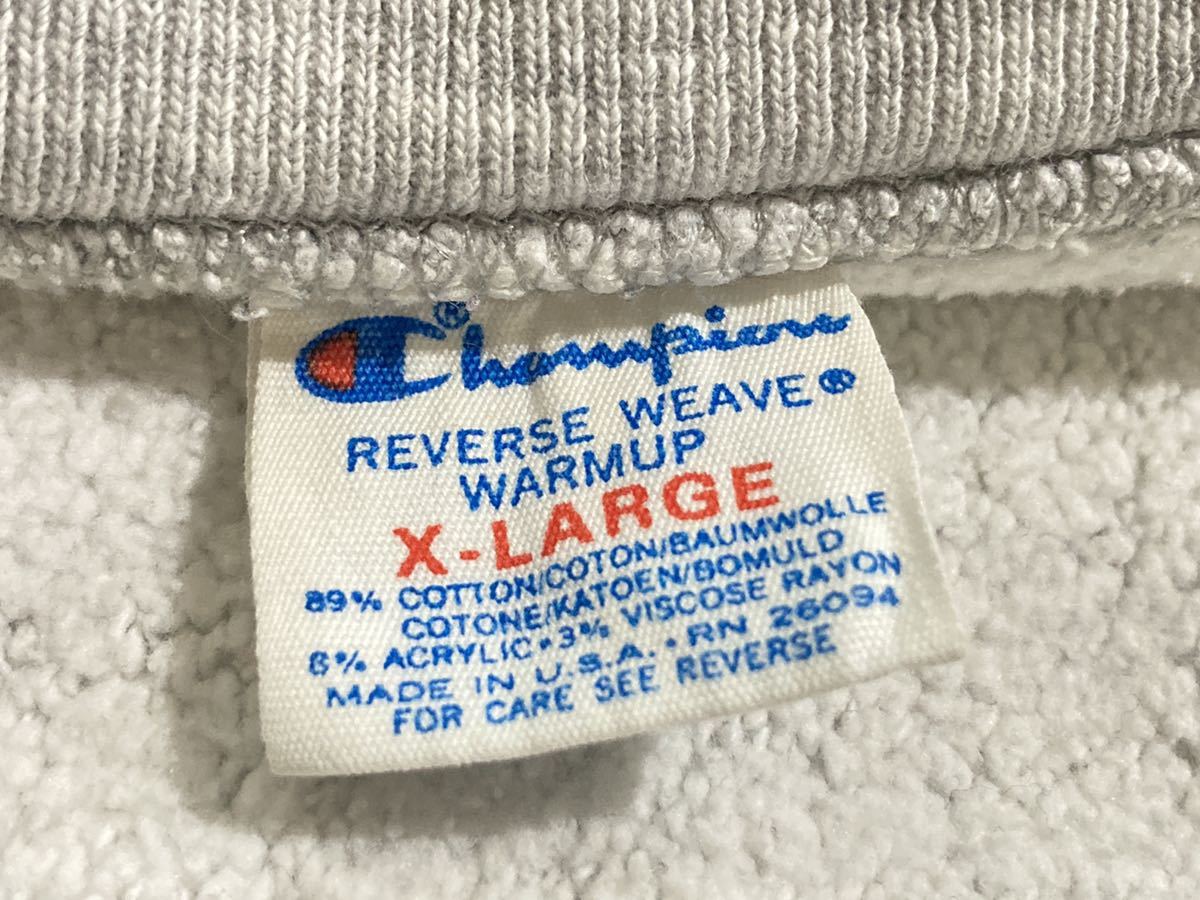 Champion®
REVERSE WEAVE®
WARMUP
X-LARGE
89% COTTON/COTON/BAUMWOLLE
COTONE/KATOEN/BOMULD
8% ACRYLIC•3% VISCOSE RAYON
MADE IN U.S.A.•RN 26094
FOR CARE SEE REVERSE